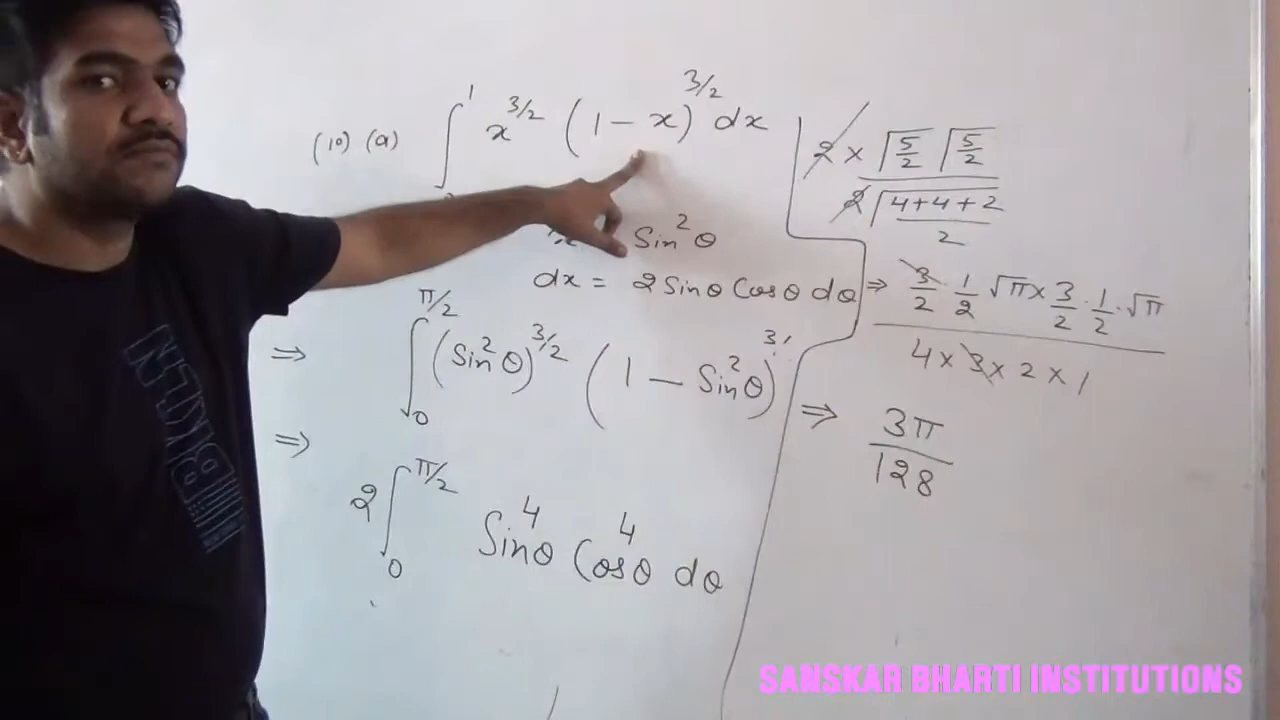 (10) (a) ∫ 1 x^3/2 (1 - x)^3/2 dx
Sin²θ
dx = 2 Sinθ Cosθ dθ
⇒ ∫₀^π/2 (Sin²θ)^3/2 (1 - Sin²θ)^3/
⇒
2 ∫₀^π/2 Sin⁴θ Cos⁴θ dθ
2 × √5/2 √5/2
2 √4+4+2
2
⇒ 3/2 · 1/2 √π × 3/2 · 1/2 · √π
4 × 3 × 2 × 1
⇒ 3π
128
SANSKAR BHARTI INSTITUTIONS